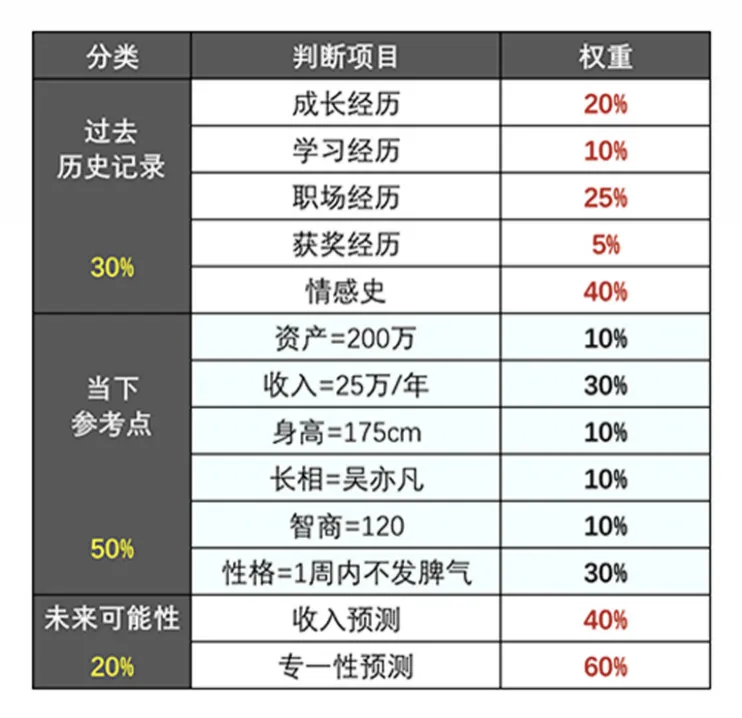 分类 判断项目 权重
过去
历史记录
30%
成长经历 20%
学习经历 10%
职场经历 25%
获奖经历 5%
情感史 40%
当下
参考点
50%
资产=200万 10%
收入=25万/年 30%
身高=175cm 10%
长相=吴亦凡 10%
智商=120 10%
性格=1周内不发脾气 30%
未来可能性
20%
收入预测 40%
专一性预测 60%